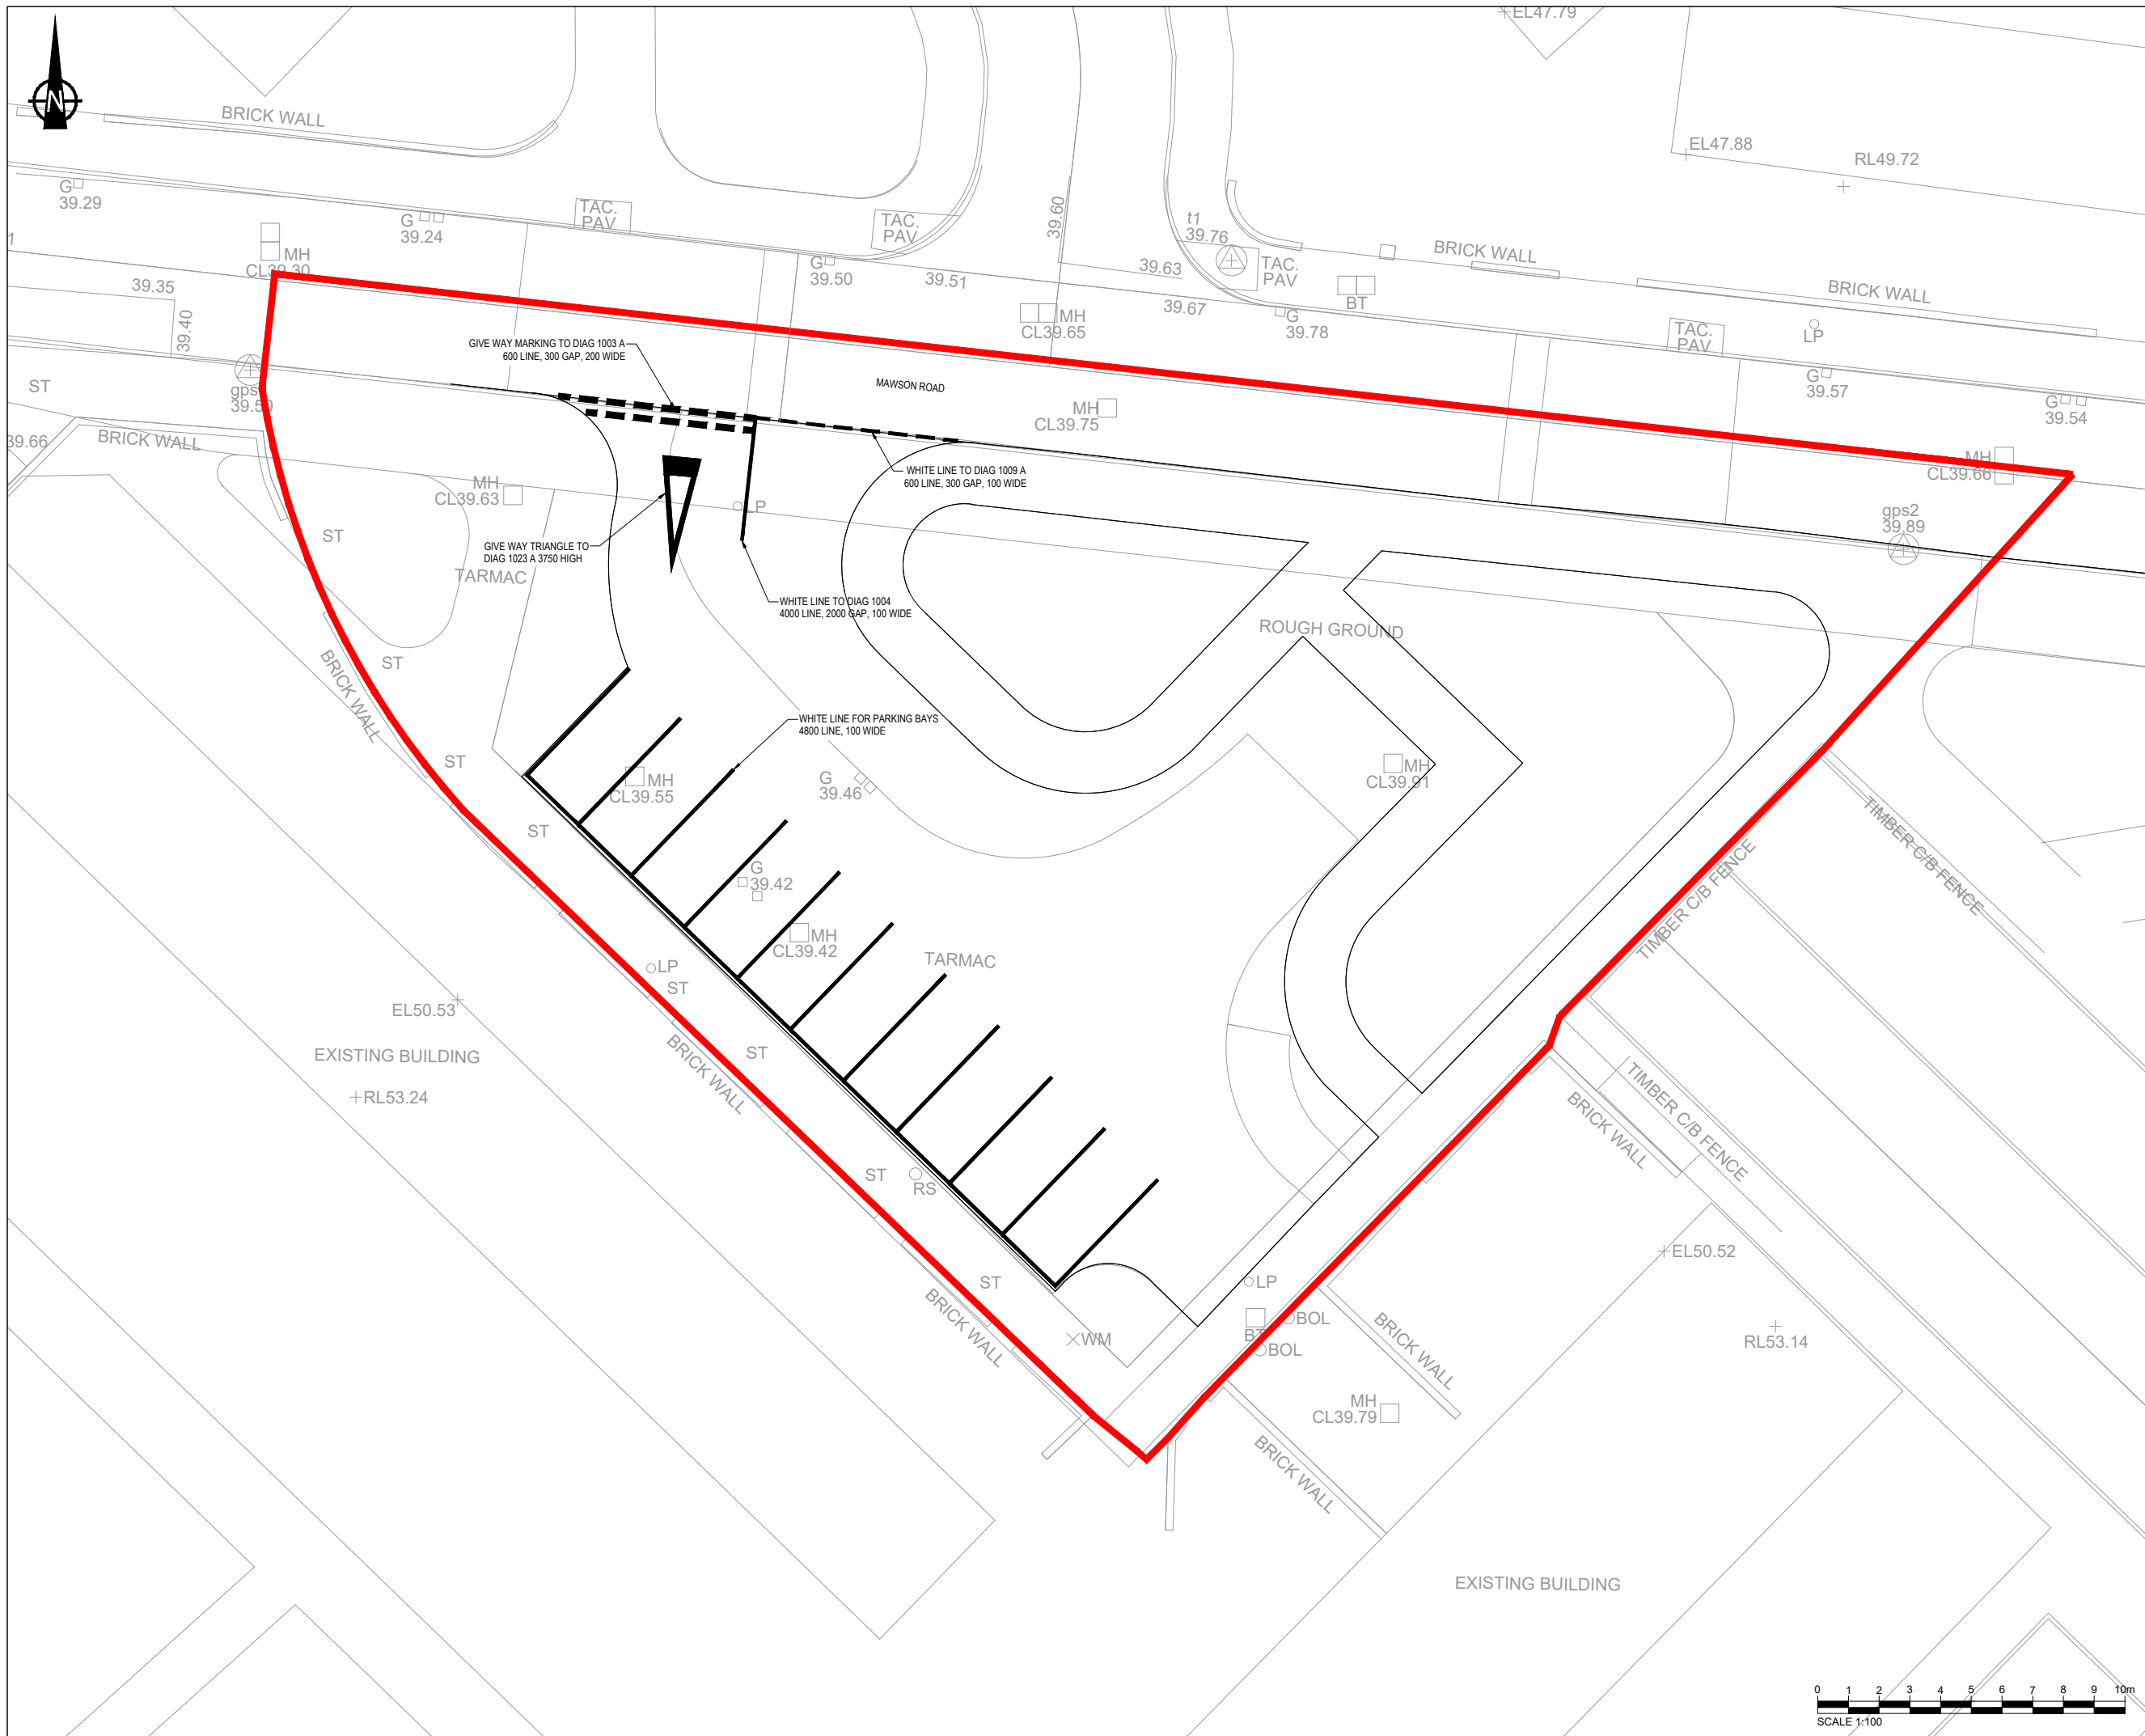 EL47.79
N
BRICK WALL
EL47.88
RL49.72
G
39.29
G
39.24
TAC.
PAV
TAC.
PAV
39.60
t1
39.76
BRICK WALL
MH
CL39.30
G
39.50
39.51
39.63
TAC.
PAV
BT
BRICK WALL
39.35
39.40
MH
CL39.65
39.67
G
39.78
TAC.
PAV
LP
GIVE WAY MARKING TO DIAG 1003 A
600 LINE, 300 GAP, 200 WIDE
MAWSON ROAD
G
39.57
G
39.54
ST
gps
39.50
MH
CL39.75
39.66
BRICK WALL
WHITE LINE TO DIAG 1009 A
600 LINE, 300 GAP, 100 WIDE
MH
CL39.66
MH
CL39.63
LP
gps2
39.89
ST
GIVE WAY TRIANGLE TO
DIAG 1023 A 3750 HIGH
TARMAC
WHITE LINE TO DIAG 1004
4000 LINE, 2000 GAP, 100 WIDE
ROUGH GROUND
ST
BRICK WALL
WHITE LINE FOR PARKING BAYS
4800 LINE, 100 WIDE
ST
MH
CL39.55
G
39.46
MH
CL39.91
TIMBER C/B FENCE
ST
G
39.42
TIMBER C/B FENCE
MH
CL39.42
TARMAC
LP
ST
EL50.53
EXISTING BUILDING
BRICK WALL
ST
RL53.24
TIMBER C/B FENCE
BRICK WALL
ST
RS
EL50.52
ST
LP
BRICK WALL
BT
BOL
BOL
WM
BRICK WALL
RL53.14
MH
CL39.79
BRICK WALL
EXISTING BUILDING
0 1 2 3 4 5 6 7 8 9 10m
SCALE 1:100